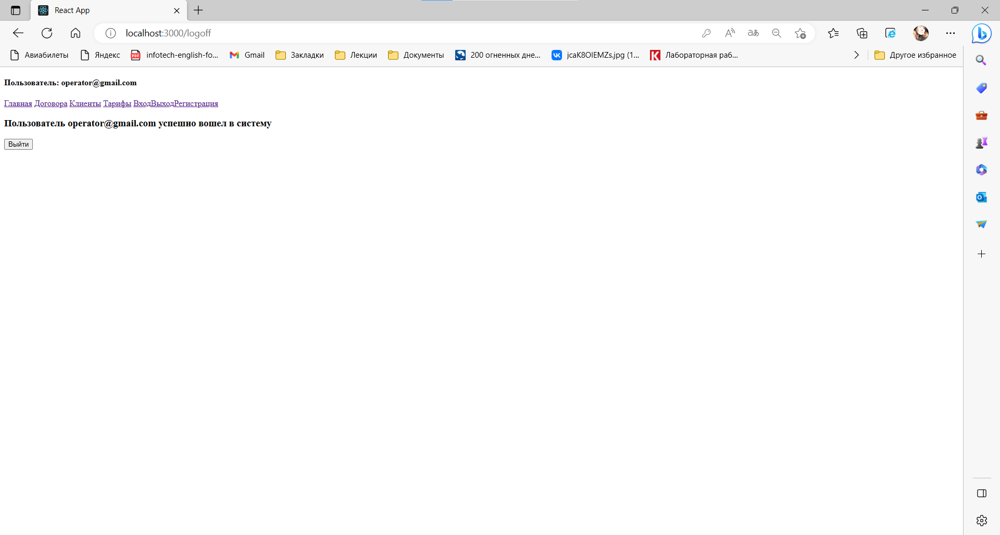 React App
localhost:3000/logoff
Авиабилеты Яндекс infotech-english-fo... Gmail Закладки Лекции Документы 200 огненных дне... jcaK8OIEMZs.jpg (1... Лабораторная раб... Другое избранное
Пользователь: operator@gmail.com
Главная Договора Клиенты Тарифы ВходВыходРегистрация
Пользователь operator@gmail.com успешно вошел в систему
Выйти